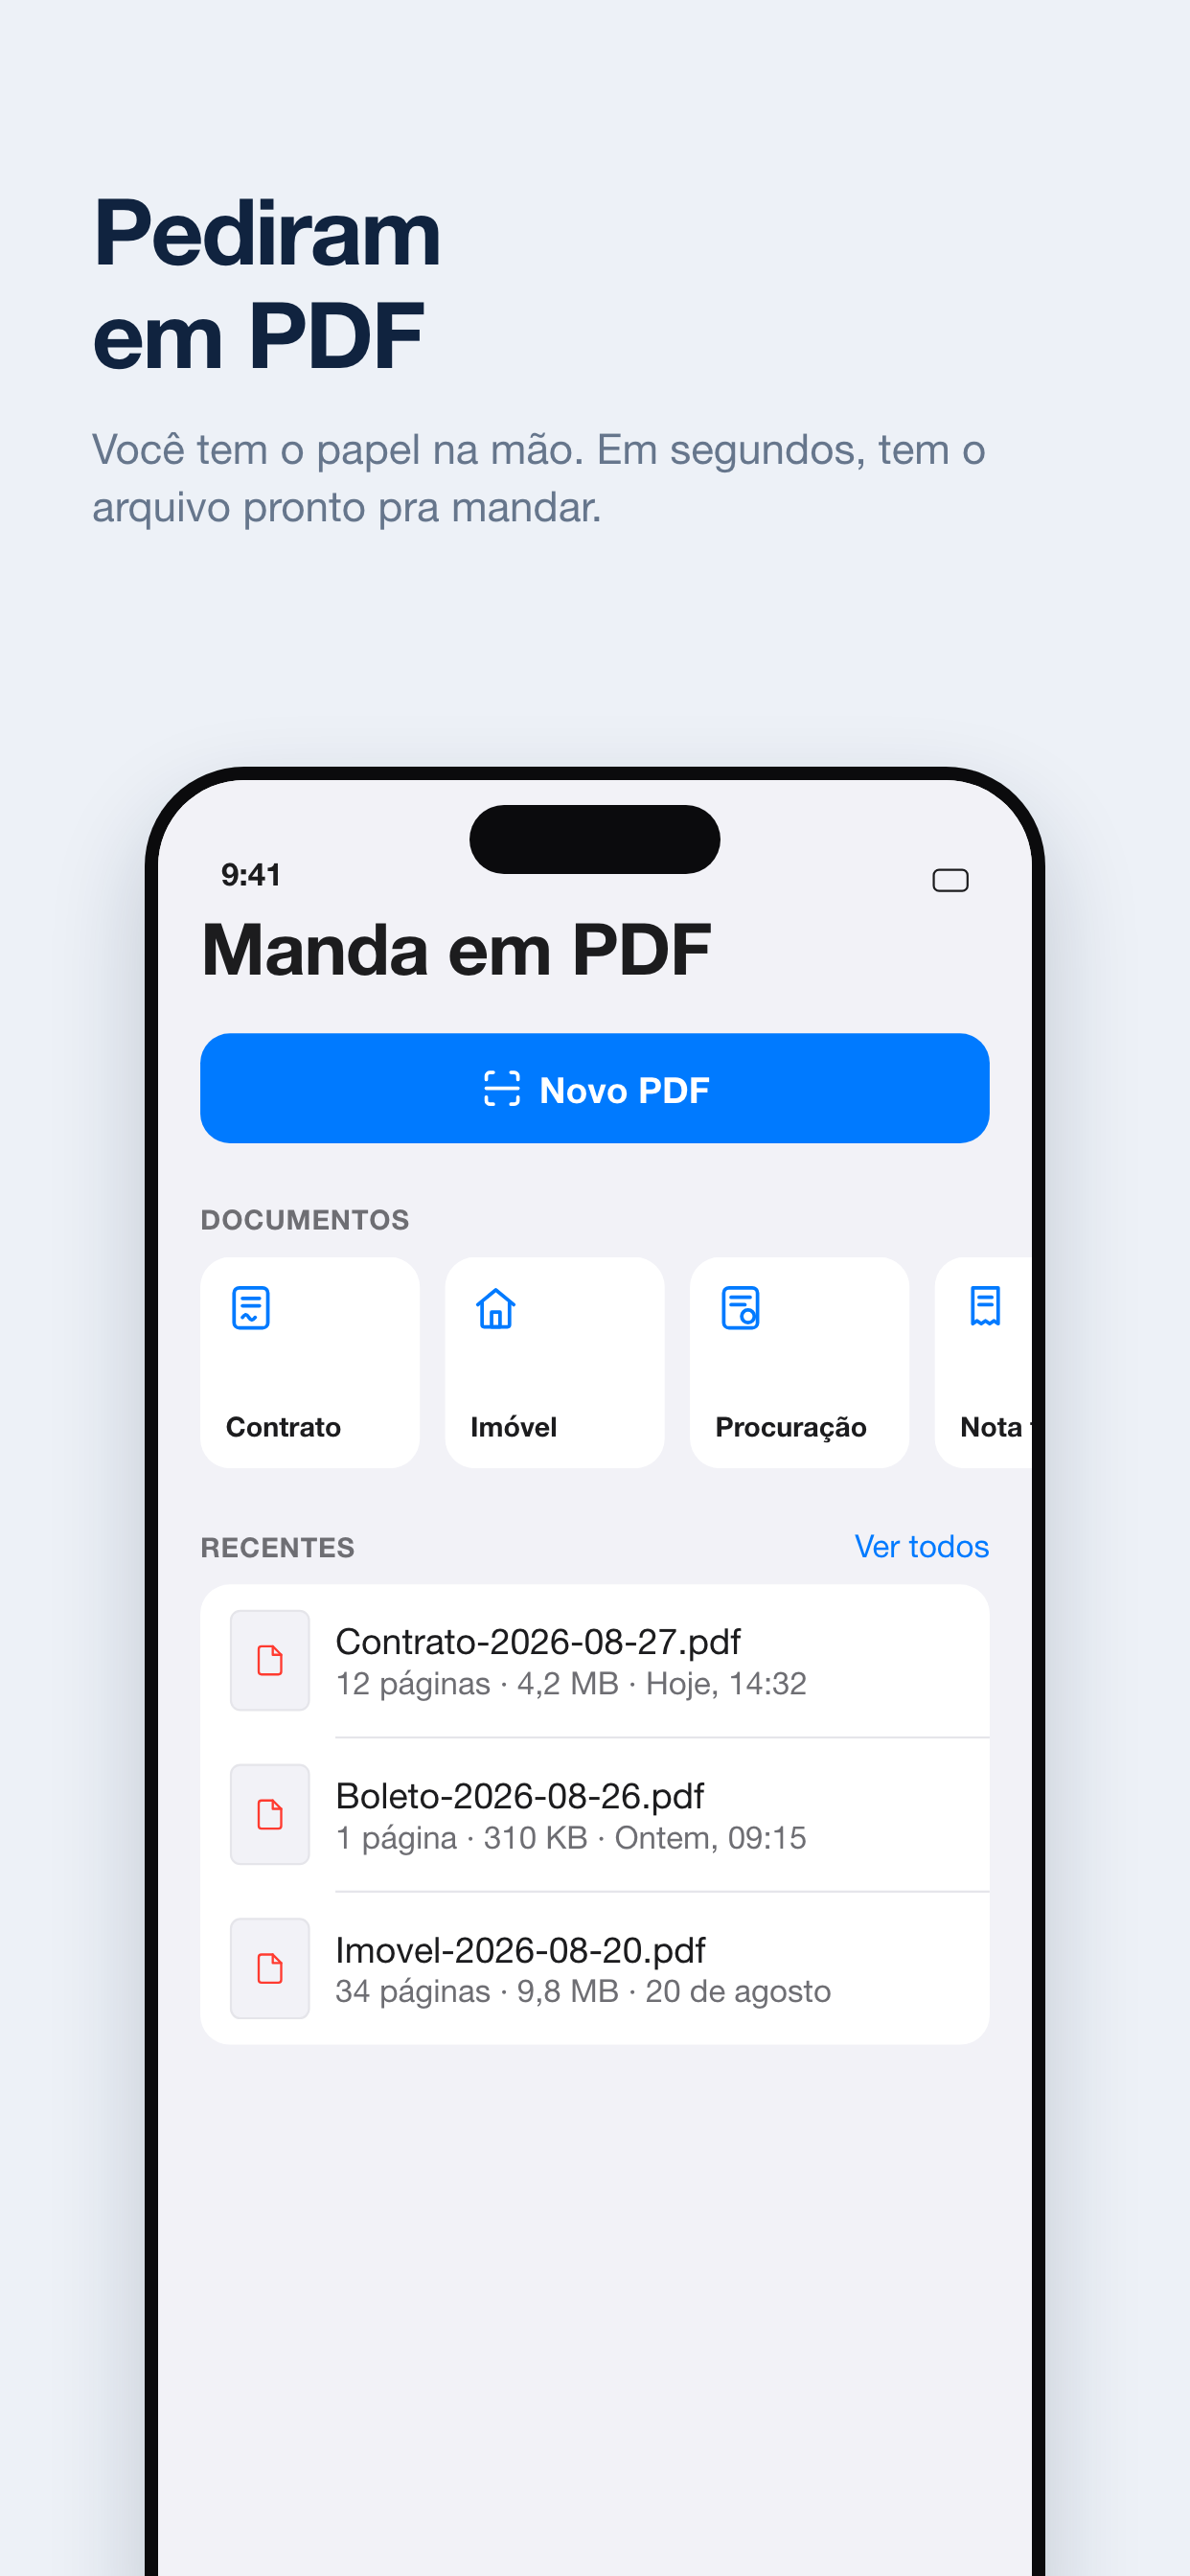 Pediram
em PDF
Você tem o papel na mão. Em segundos, tem o
arquivo pronto pra mandar.
9:41
Manda em PDF
Novo PDF
DOCUMENTOS
Contrato
Imóvel
Procuração
Nota
RECENTES
Ver todos
Contrato-2026-08-27.pdf
12 páginas · 4,2 MB · Hoje, 14:32
Boleto-2026-08-26.pdf
1 página · 310 KB · Ontem, 09:15
Imovel-2026-08-20.pdf
34 páginas · 9,8 MB · 20 de agosto